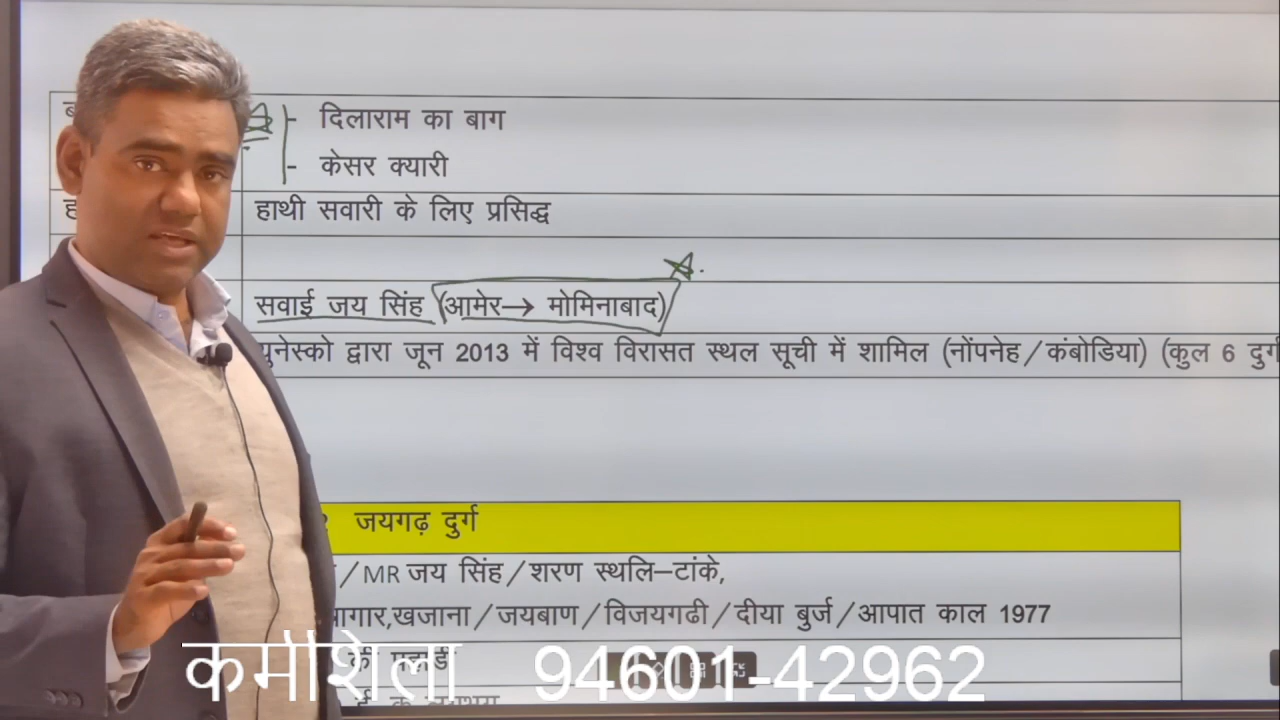 - दिलाराम का बाग
- केसर क्यारी
हाथी सवारी के लिए प्रसिद्ध
सवाई जय सिंह (आमेर→ मोमिनाबाद)
युनेस्को द्वारा जून 2013 में विश्व विरासत स्थल सूची में शामिल (नोंपनेह/कंबोडिया) (कुल 6 दुर्ग
जयगढ़ दुर्ग
/MR जय सिंह/शरण स्थलि–टांके,
खजाना/जयबाण/विजयगढी/दीया बुर्ज/आपात काल 1977
की पहाडी
कर्मशिला 94601-42962